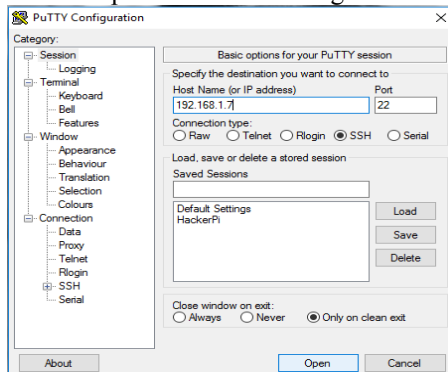 PuTTY Configuration
Category:
Session
Logging
Terminal
Keyboard
Bell
Features
Window
Appearance
Behaviour
Translation
Selection
Colours
Connection
Data
Proxy
Telnet
Rlogin
SSH
Serial
Basic options for your PuTTY session
Specify the destination you want to connect to
Host Name (or IP address) Port
192.168.1.7 22
Connection type:
Raw Telnet Rlogin SSH Serial
Load, save or delete a stored session
Saved Sessions
Default Settings
HackerPi
Load
Save
Delete
Close window on exit:
Always Never Only on clean exit
About Open Cancel